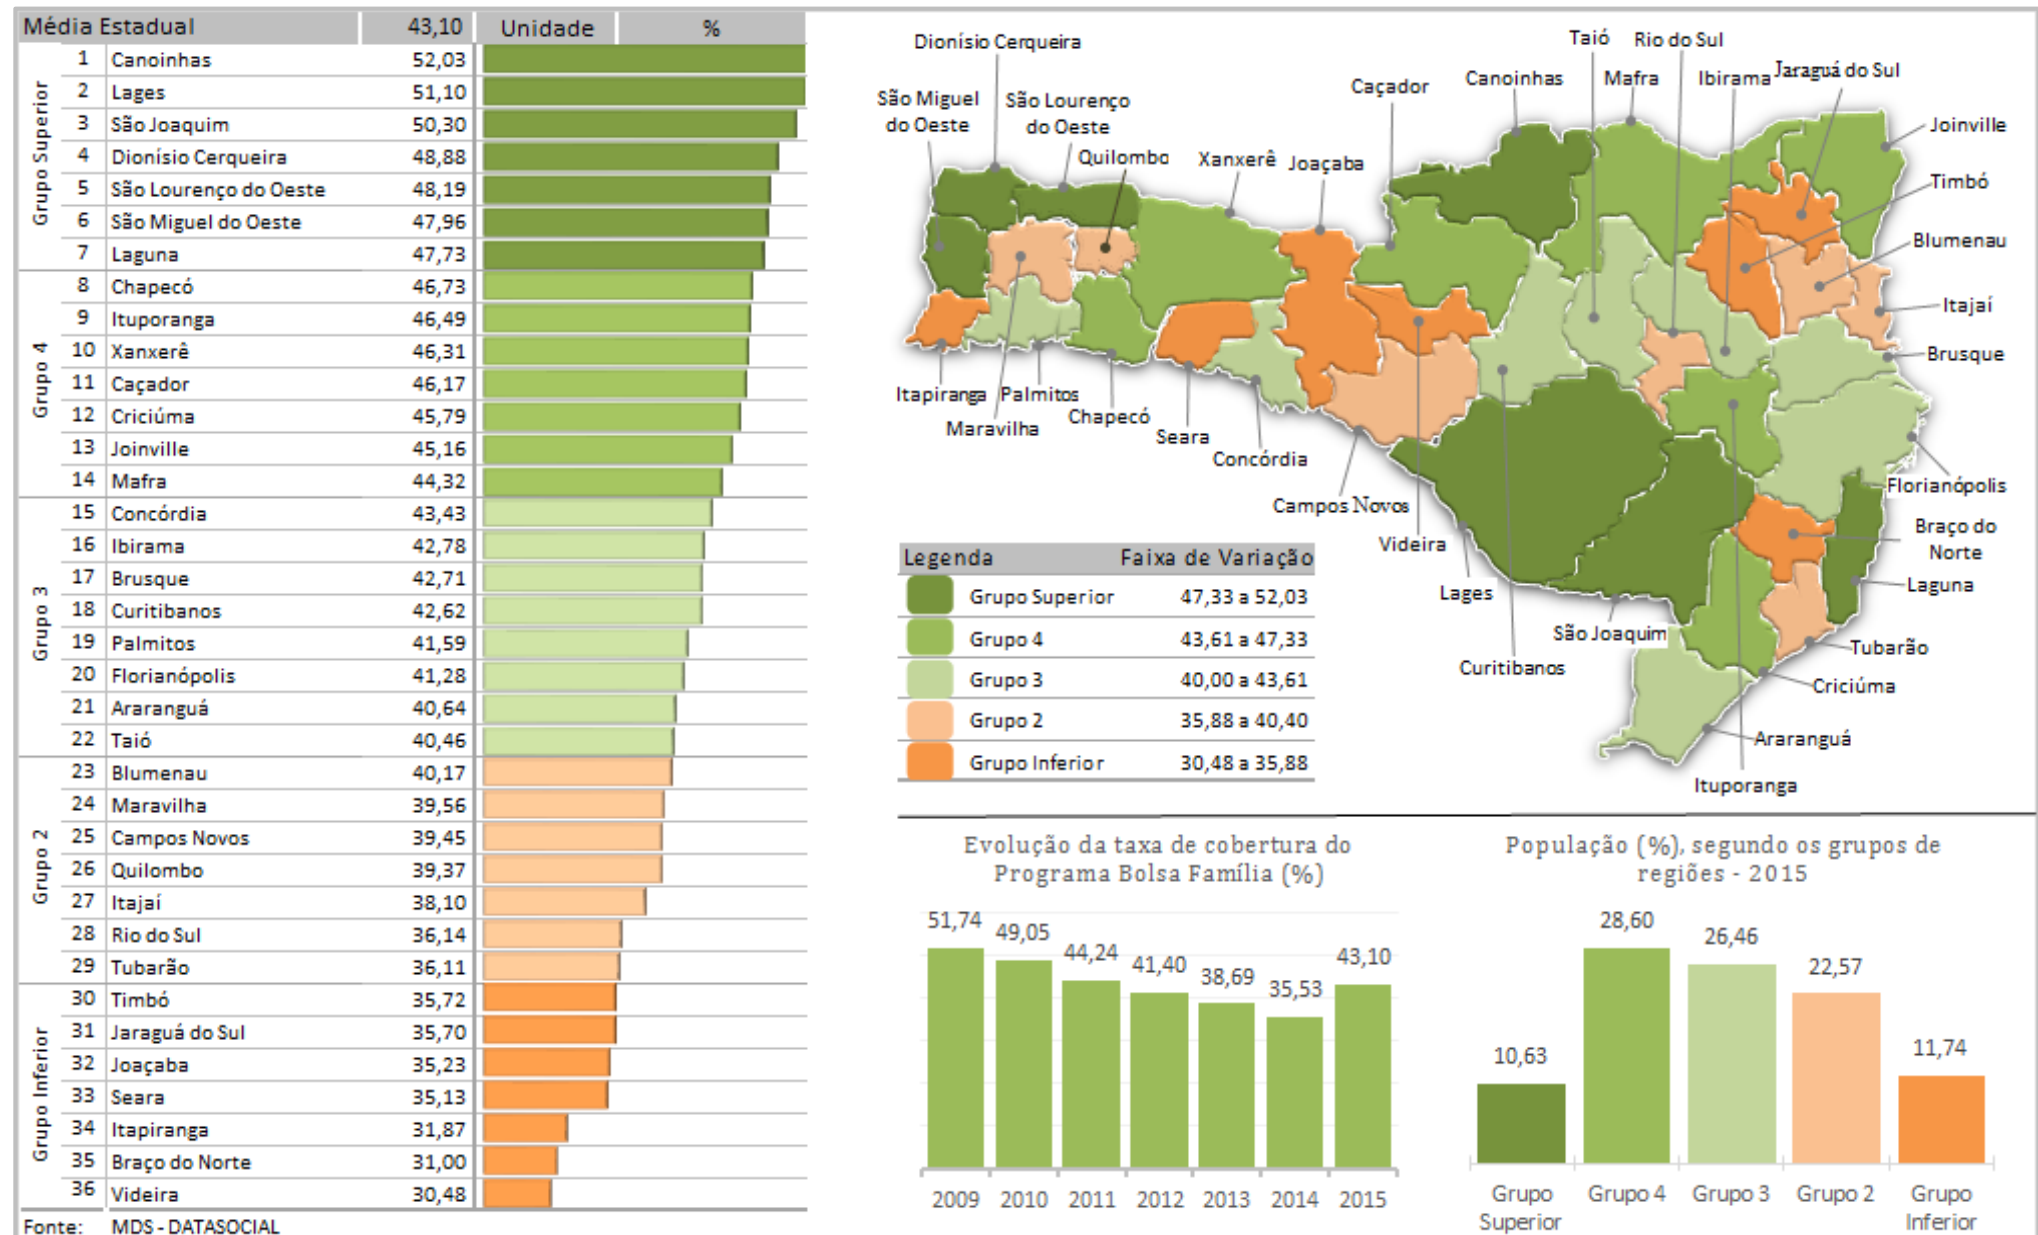 Média Estadual 43,10 Unidade %
Grupo Superior
1 Canoinhas 52,03
2 Lages 51,10
3 São Joaquim 50,30
4 Dionísio Cerqueira 48,88
5 São Lourenço do Oeste 48,19
6 São Miguel do Oeste 47,96
7 Laguna 47,73
Grupo 4
8 Chapecó 46,73
9 Ituporanga 46,49
10 Xanxerê 46,31
11 Caçador 46,17
12 Criciúma 45,79
13 Joinville 45,16
14 Mafra 44,32
Grupo 3
15 Concórdia 43,43
16 Ibirama 42,78
17 Brusque 42,71
18 Curitibanos 42,62
19 Palmitos 41,59
20 Florianópolis 41,28
21 Araranguá 40,64
22 Taió 40,46
Grupo 2
23 Blumenau 40,17
24 Maravilha 39,56
25 Campos Novos 39,45
26 Quilombo 39,37
27 Itajaí 38,10
28 Rio do Sul 36,14
29 Tubarão 36,11
Grupo Inferior
30 Timbó 35,72
31 Jaraguá do Sul 35,70
32 Joaçaba 35,23
33 Seara 35,13
34 Itapiranga 31,87
35 Braço do Norte 31,00
36 Videira 30,48
Fonte: MDS - DATASOCIAL
Dionísio Cerqueira
Taió
Rio do Sul
Caçador
Canoinhas
Mafra
Ibirama
Jaraguá do Sul
São Miguel
do Oeste
São Lourenço
do Oeste
Quilombo
Xanxerê
Joaçaba
Joinville
Timbó
Blumenau
Itajaí
Brusque
Itapiranga
Palmitos
Maravilha
Chapecó
Seara
Concórdia
Campos Novos
Videira
Lages
Curitibanos
São Joaquim
Florianópolis
Braço do
Norte
Laguna
Tubarão
Criciúma
Araranguá
Ituporanga
Legenda Faixa de Variação
Grupo Superior 47,33 a 52,03
Grupo 4 43,61 a 47,33
Grupo 3 40,00 a 43,61
Grupo 2 35,88 a 40,40
Grupo Inferior 30,48 a 35,88
Evolução da taxa de cobertura do
Programa Bolsa Família (%)
51,74 49,05 44,24 41,40 38,69 35,53 43,10
2009 2010 2011 2012 2013 2014 2015
População (%), segundo os grupos de
regiões - 2015
10,63 28,60 26,46 22,57 11,74
Grupo Superior
Grupo 4
Grupo 3
Grupo 2
Grupo Inferior